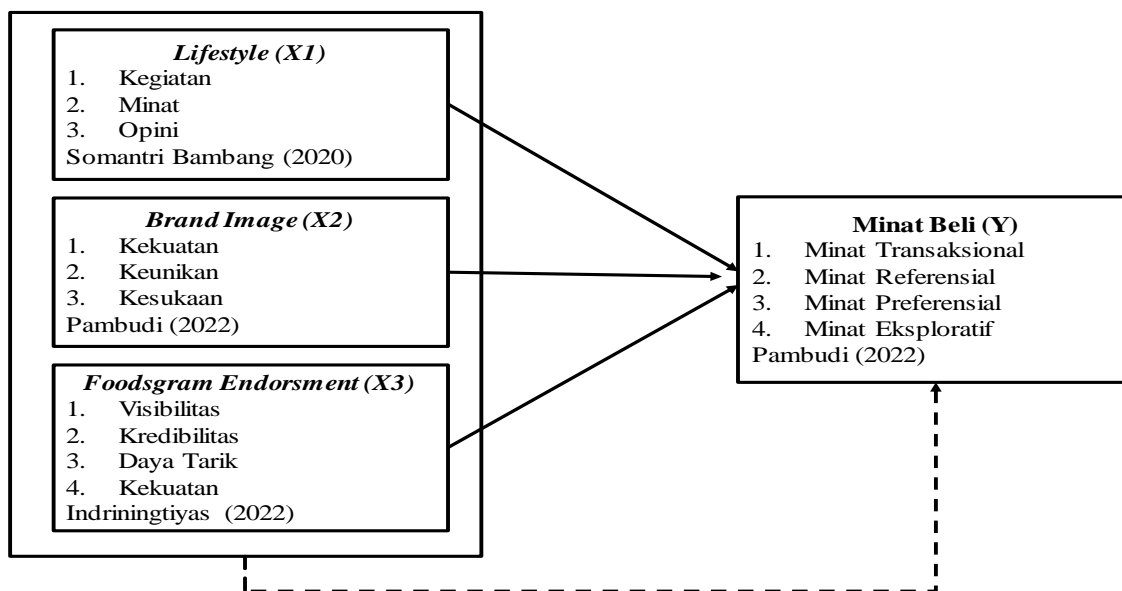 Lifestyle (X1)
1. Kegiatan
2. Minat
3. Opini
Somantri Bambang (2020)
Brand Image (X2)
1. Kekuatan
2. Keunikan
3. Kesukaan
Pambudi (2022)
Foodsgram Endorsment (X3)
1. Visibilitas
2. Kredibilitas
3. Daya Tarik
4. Kekuatan
Indriningtiyas (2022)
Minat Beli (Y)
1. Minat Transaksional
2. Minat Referensial
3. Minat Preferensial
4. Minat Eksploratif
Pambudi (2022)